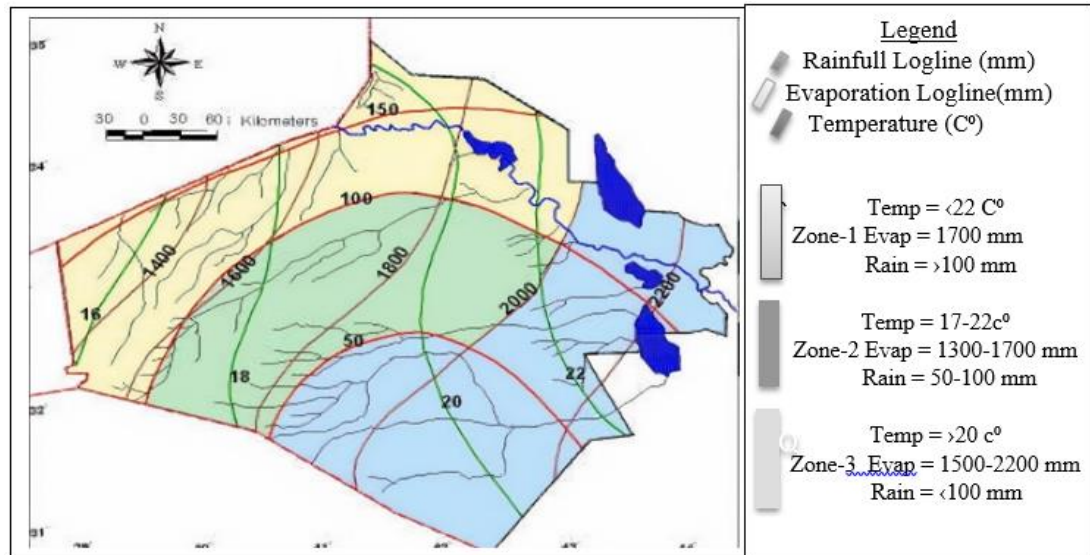 N
W E
S
30 0 30 60 Kilometers
150
100
1400
1600
1800
2000
2200
16
50
18
20
22
Legend
Rainfall Logline (mm)
Evaporation Logline(mm)
Temperature (C⁰)
Temp = ‹22 C⁰
Zone-1 Evap = 1700 mm
Rain = ›100 mm
Temp = 17-22c⁰
Zone-2 Evap = 1300-1700 mm
Rain = 50-100 mm
Temp = ›20 c⁰
Zone-3 Evap = 1500-2200 mm
Rain = ‹100 mm